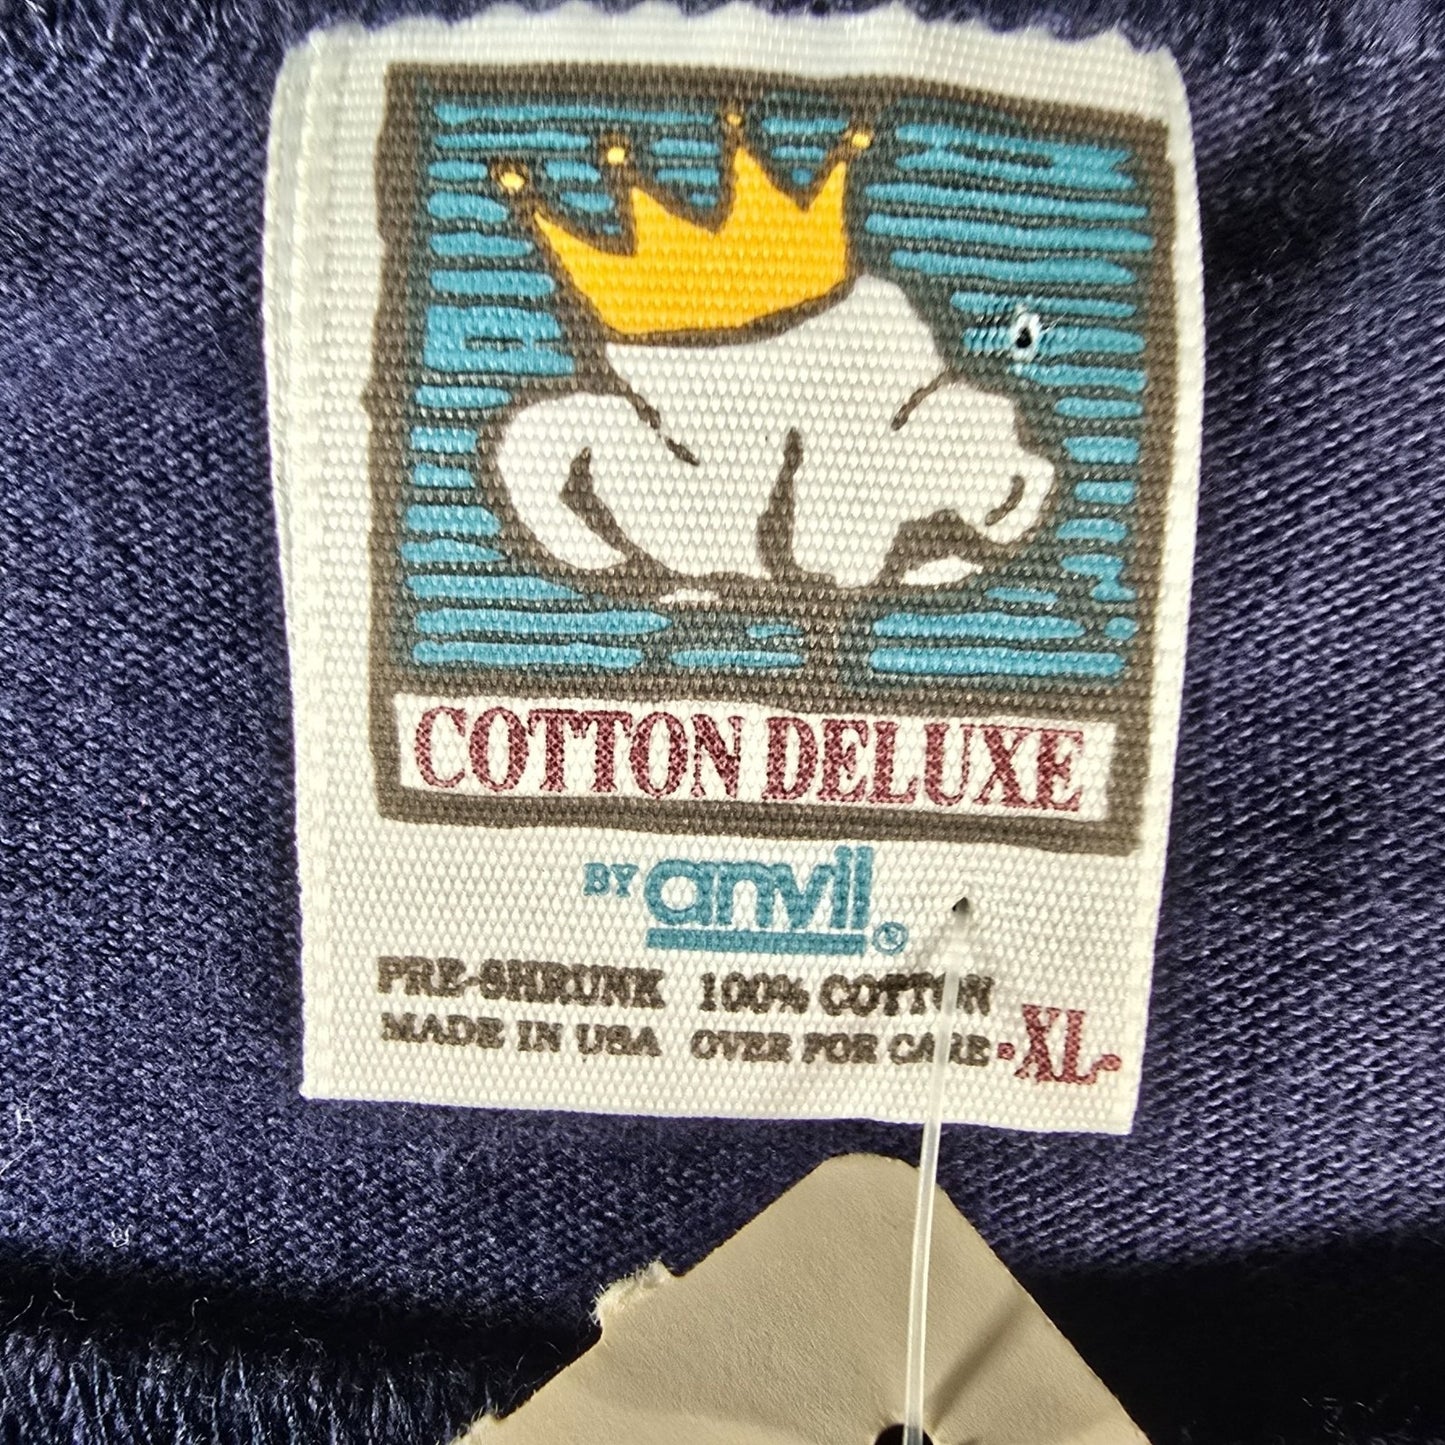 COTTON DELUXE
BY anvil®
PRE-SHRUNK 100% COTTON
MADE IN USA OVER FOR CARE ·XL·